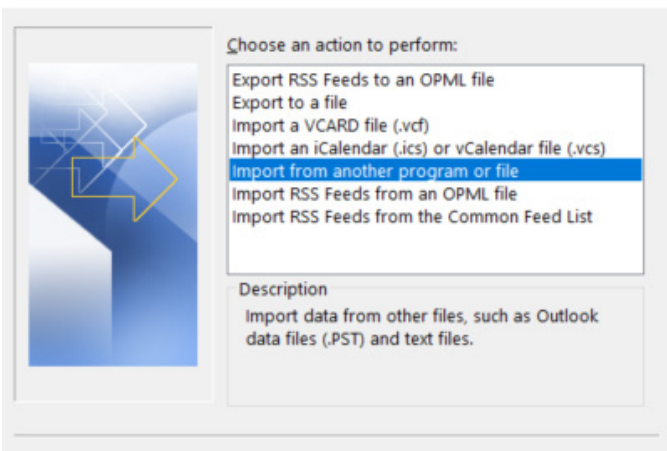 Choose an action to perform:
Export RSS Feeds to an OPML file
Export to a file
Import a VCARD file (.vcf)
Import an iCalendar (.ics) or vCalendar file (.vcs)
Import from another program or file
Import RSS Feeds from an OPML file
Import RSS Feeds from the Common Feed List
Description
Import data from other files, such as Outlook
data files (.PST) and text files.